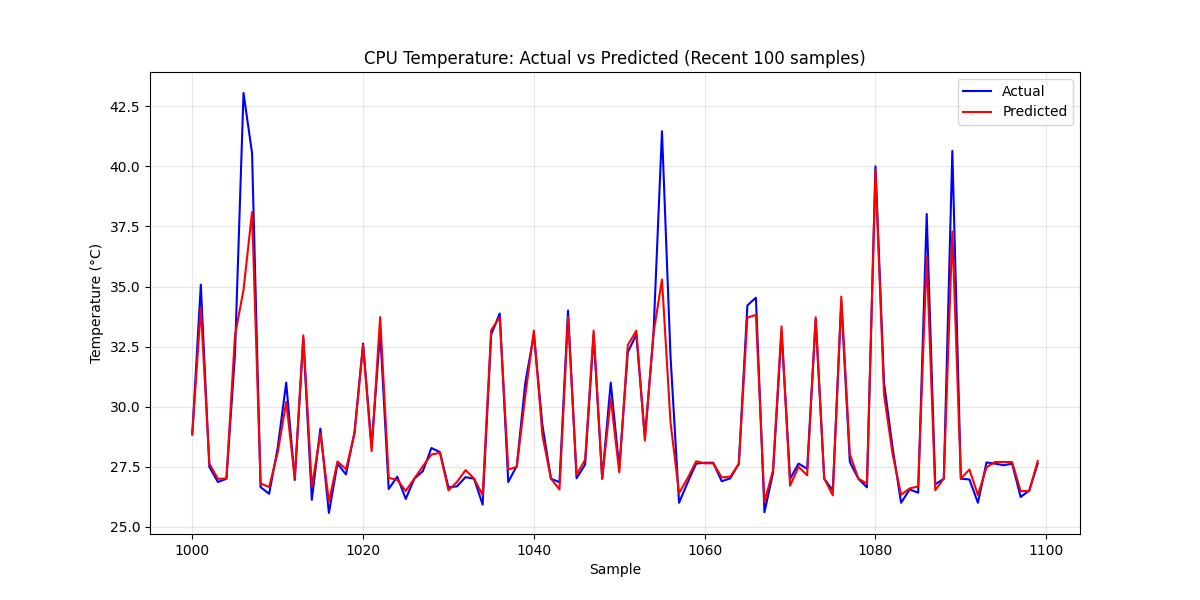 CPU Temperature: Actual vs Predicted (Recent 100 samples)
Actual
Predicted
Temperature (°C)
42.5
40.0
37.5
35.0
32.5
30.0
27.5
25.0
1000 1020 1040 1060 1080 1100
Sample